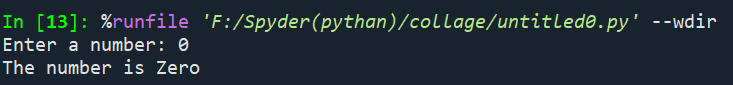 In [13]: %runfile 'F:/Spyder(pythan)/collage/untitled0.py' --wdir
Enter a number: 0
The number is Zero